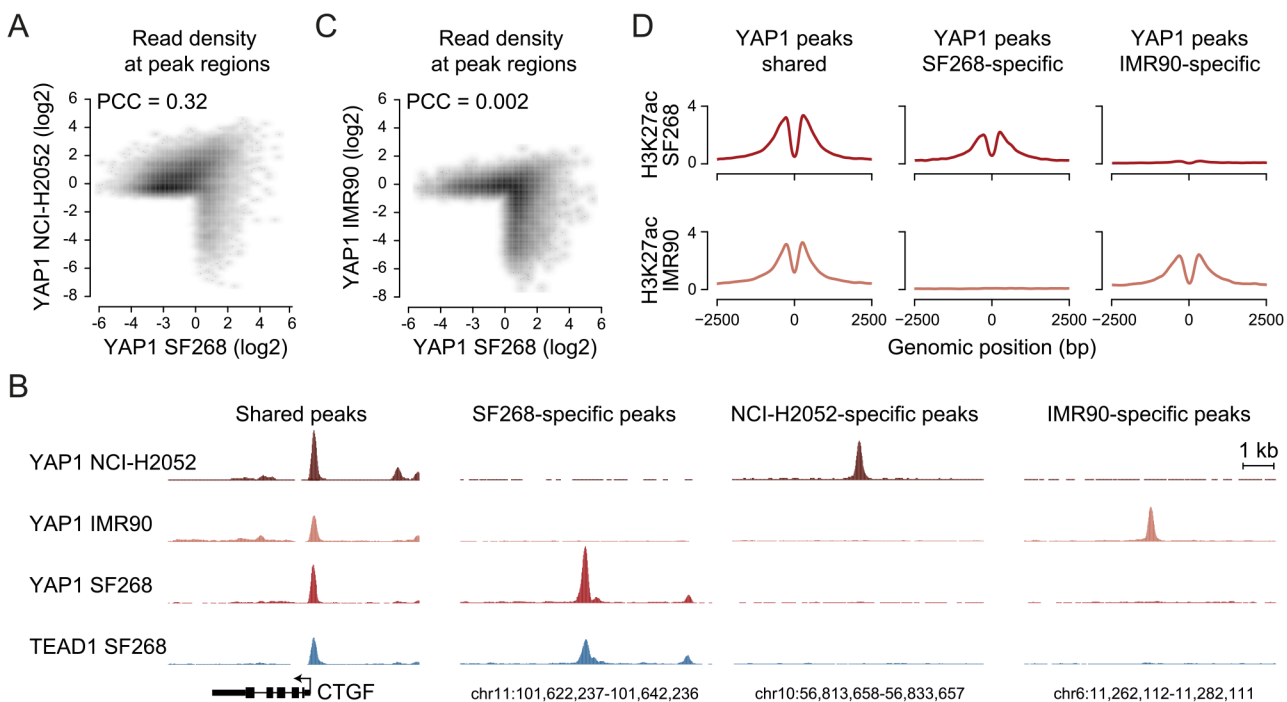 A
Read density
at peak regions
PCC = 0.32
YAP1 NCI-H2052 (log2)
6
4
2
0
-2
-4
-6
-8
-6 -4 -2 0 2 4 6
YAP1 SF268 (log2)
C
Read density
at peak regions
PCC = 0.002
YAP1 IMR90 (log2)
6
4
2
0
-2
-4
-6
-8
-6 -4 -2 0 2 4 6
YAP1 SF268 (log2)
D
YAP1 peaks
shared
YAP1 peaks
SF268-specific
YAP1 peaks
IMR90-specific
H3K27ac
SF268
4
0
H3K27ac
IMR90
4
0
−2500 0 2500
−2500 0 2500
−2500 0 2500
Genomic position (bp)
B
Shared peaks
SF268-specific peaks
NCI-H2052-specific peaks
IMR90-specific peaks
YAP1 NCI-H2052
1 kb
YAP1 IMR90
YAP1 SF268
TEAD1 SF268
CTGF
chr11:101,622,237-101,642,236
chr10:56,813,658-56,833,657
chr6:11,262,112-11,282,111